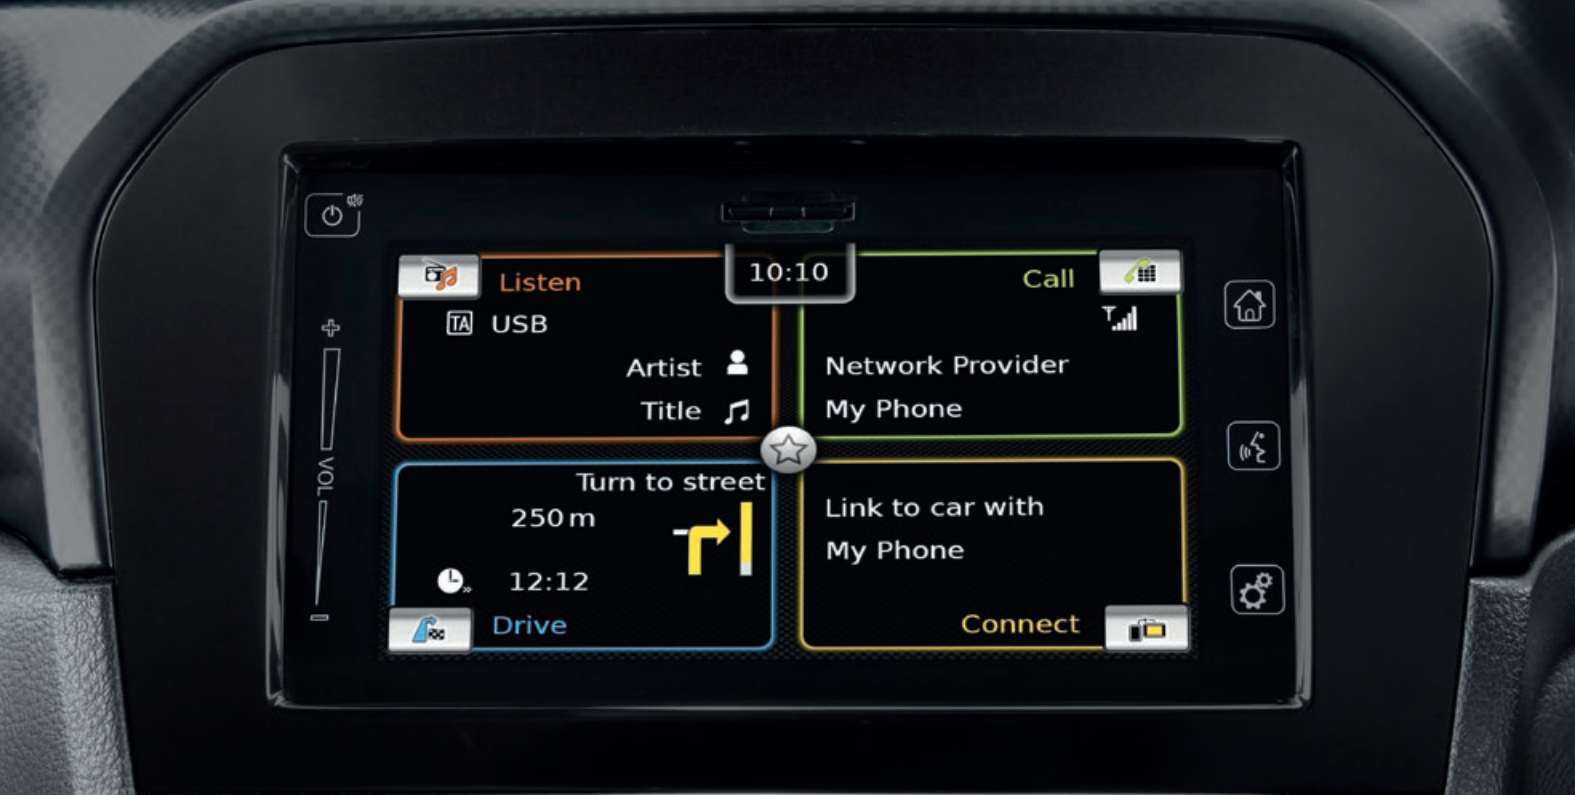 10:10
Listen
TA USB
Artist
Title
Call
Network Provider
My Phone
VOL
Turn to street
250 m
12:12
Drive
Link to car with
My Phone
Connect